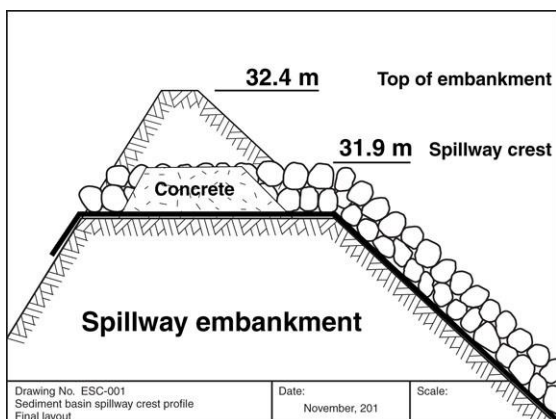 32.4 m Top of embankment
31.9 m Spillway crest
Concrete
Spillway embankment
Drawing No. ESC-001
Sediment basin spillway crest profile
Final layout
Date:
November, 201
Scale: